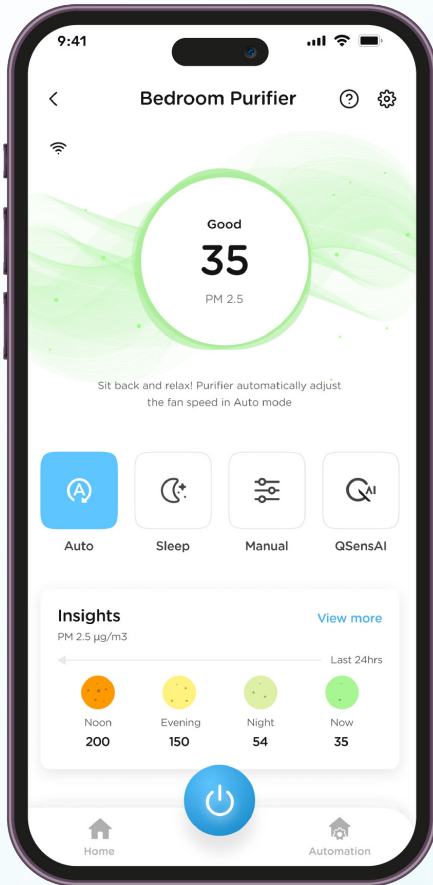 9:41
Bedroom Purifier
Good
35
PM 2.5
Sit back and relax! Purifier automatically adjust
the fan speed in Auto mode
A
AI
Auto Sleep Manual QSensAI
Insights View more
PM 2.5 µg/m3
Last 24hrs
Noon Evening Night Now
200 150 54 35
Home Automation